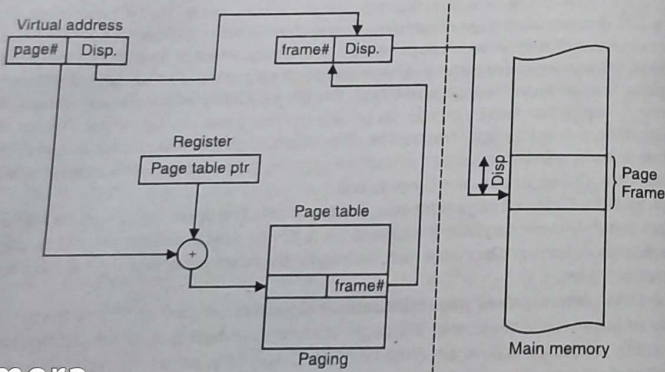 Virtual address
page# Disp.
frame# Disp.
Register
Page table ptr
Page table
+
frame#
Paging
Disp
Page
Frame
Main memory